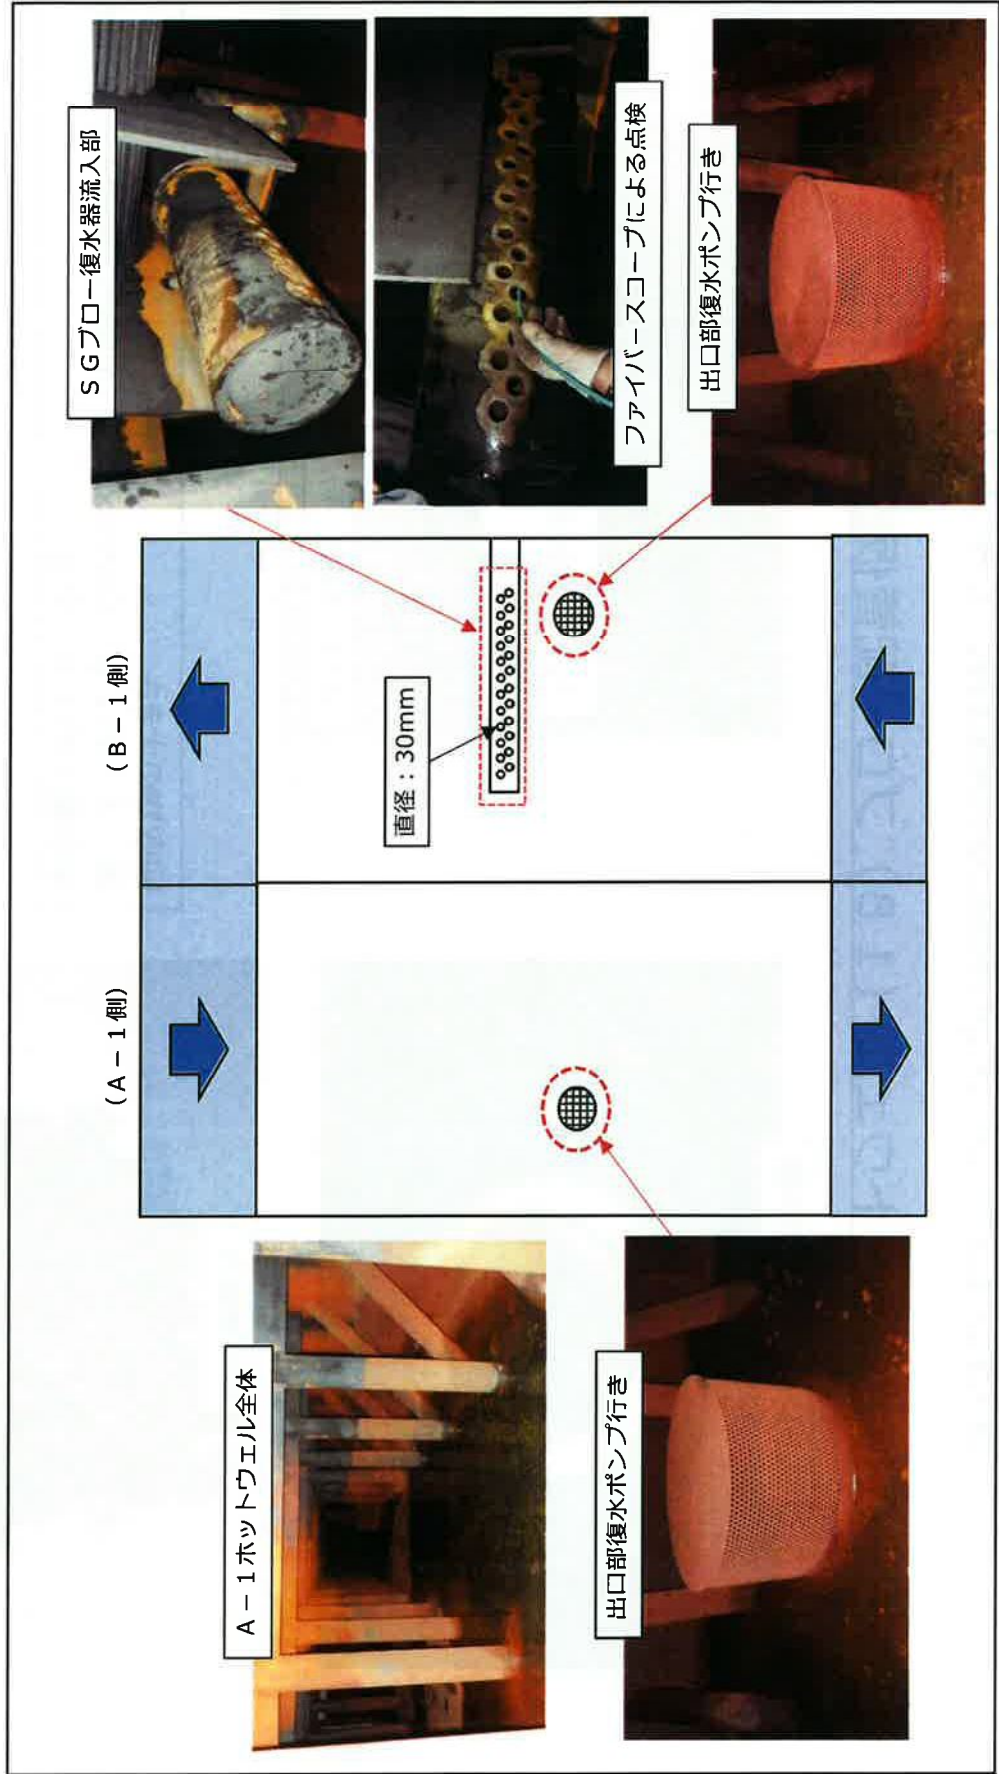 (A－1側)
(B－1側)
A－1ホットウェル全体
SGブロー復水器流入部
直径：30mm
ファイバースコープによる点検
出口部復水ポンプ行き
出口部復水ポンプ行き